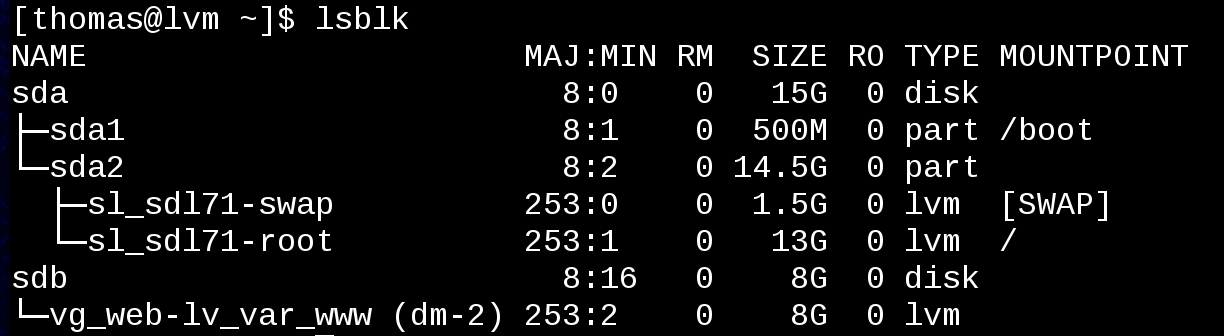 [thomas@lvm ~]$ lsblk
NAME                       MAJ:MIN RM  SIZE RO TYPE MOUNTPOINT
sda                          8:0    0   15G  0 disk
├─sda1                       8:1    0  500M  0 part /boot
└─sda2                       8:2    0 14.5G  0 part
  ├─sl_sdl71-swap          253:0    0  1.5G  0 lvm  [SWAP]
  └─sl_sdl71-root          253:1    0   13G  0 lvm  /
sdb                          8:16   0    8G  0 disk
└─vg_web-lv_var_www (dm-2) 253:2    0    8G  0 lvm